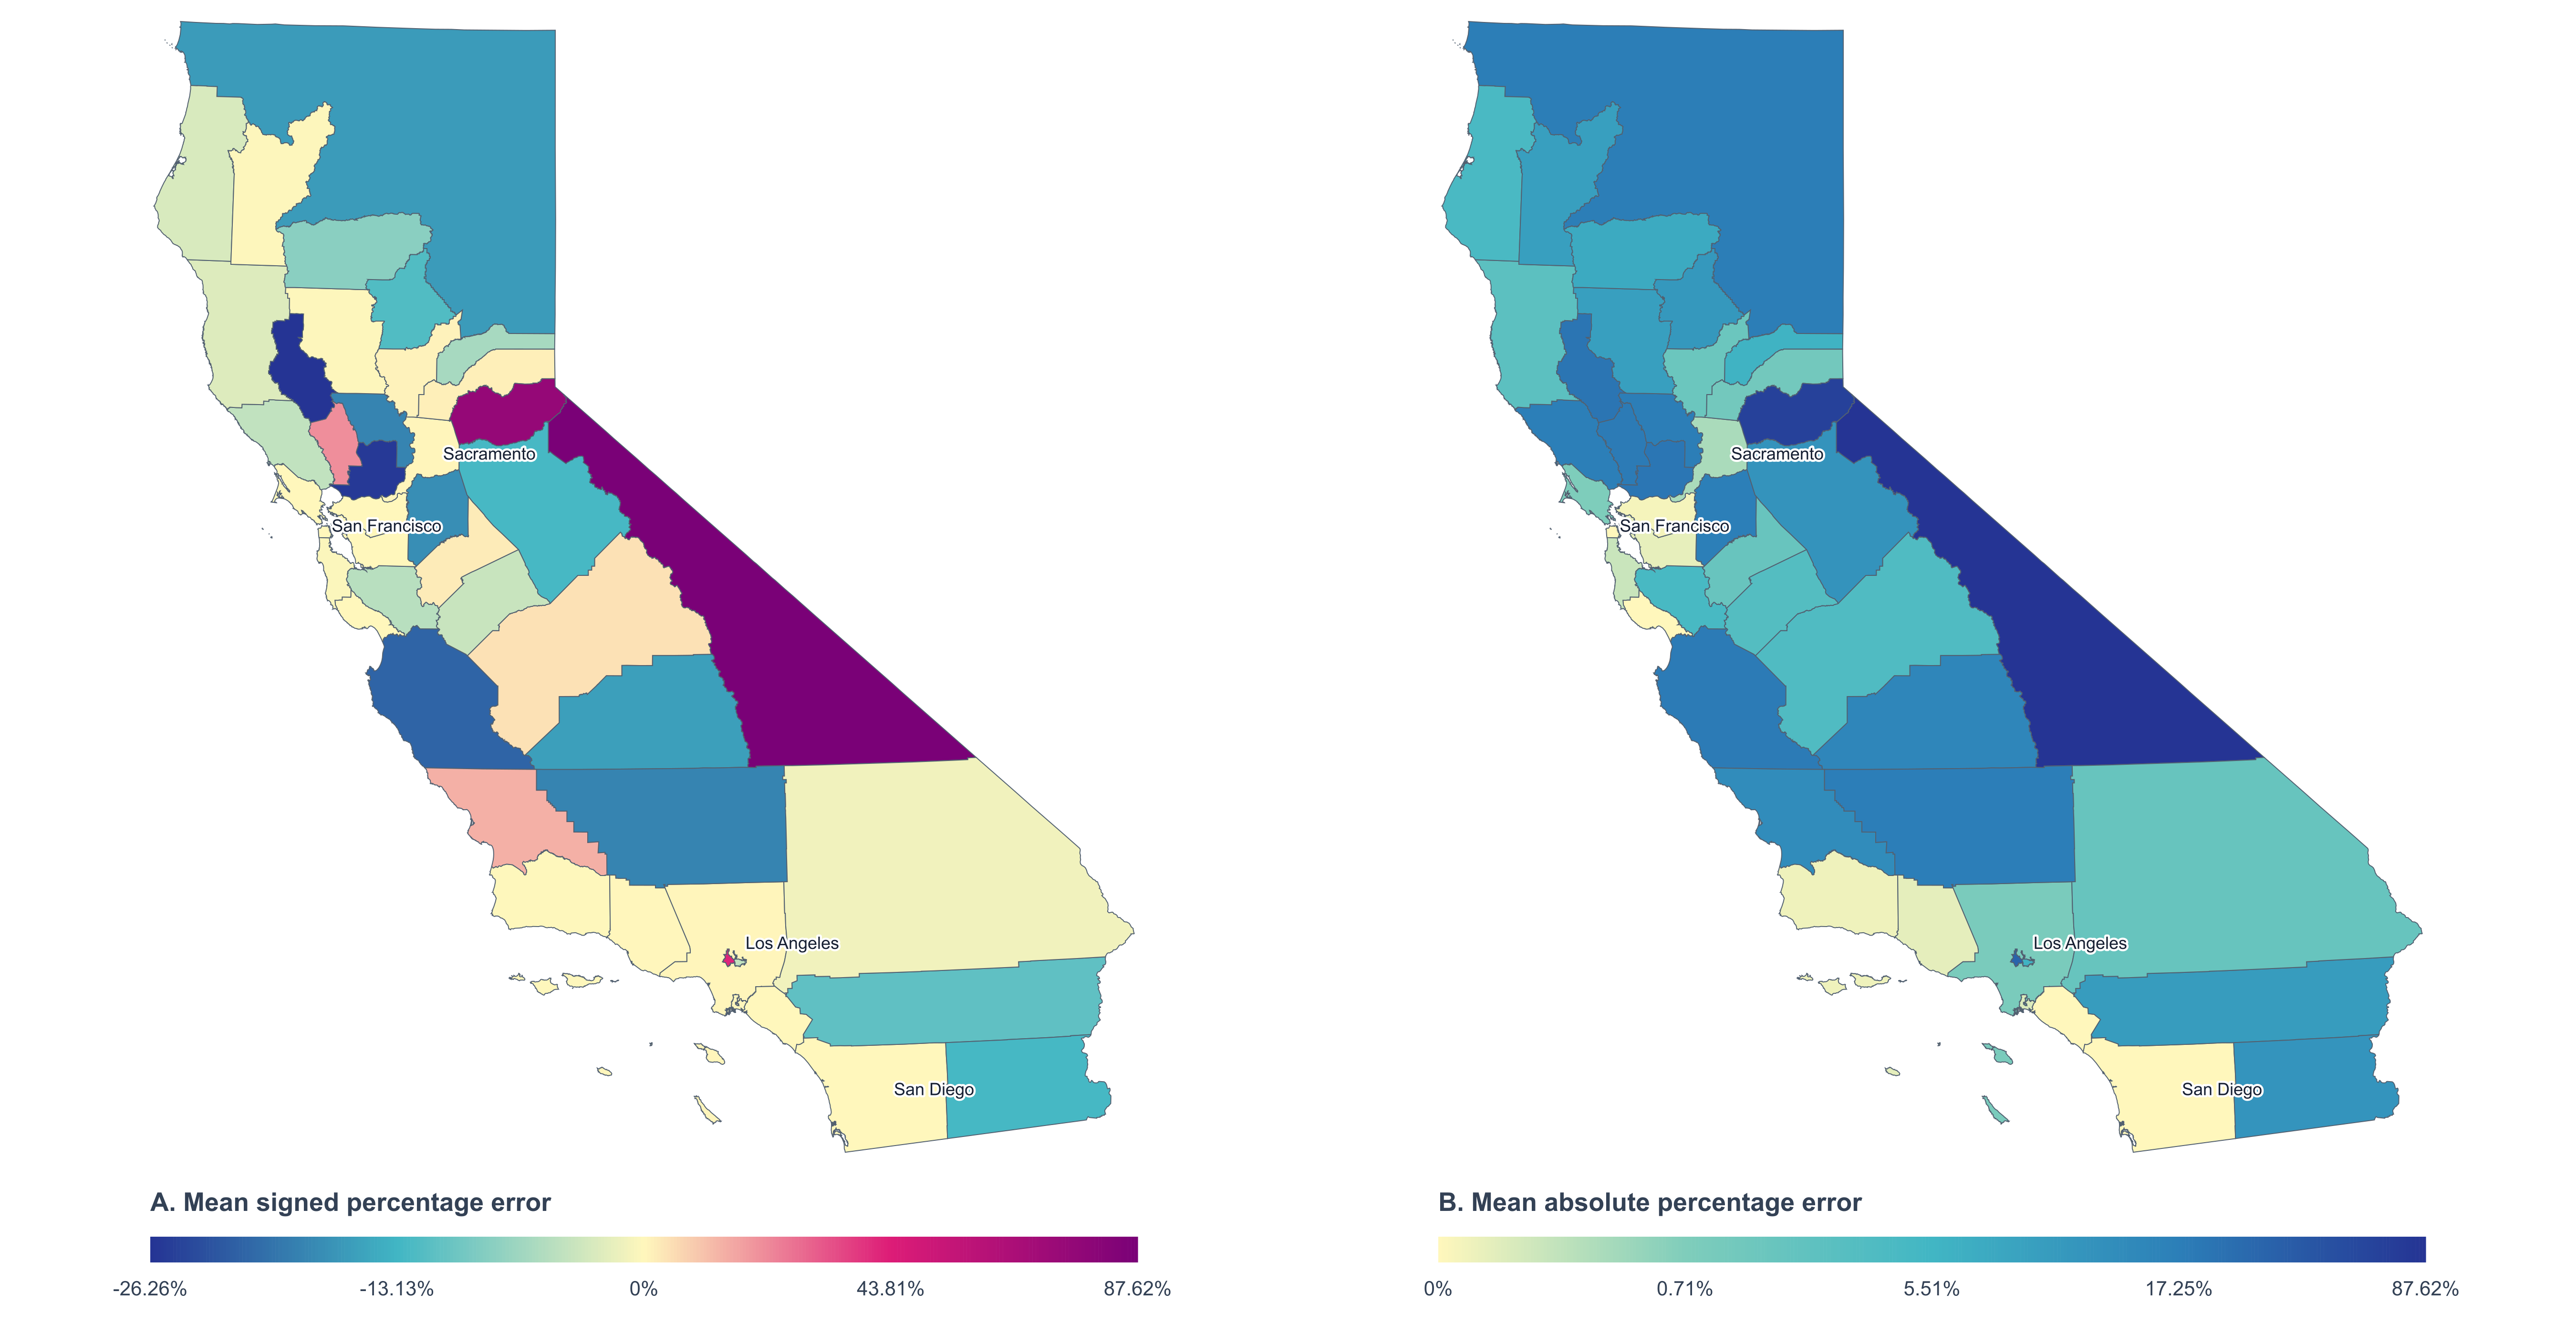 Sacramento
San Francisco
Los Angeles
San Diego
A. Mean signed percentage error
-26.26%
-13.13%
0%
43.81%
87.62%
Sacramento
San Francisco
Los Angeles
San Diego
B. Mean absolute percentage error
0%
0.71%
5.51%
17.25%
87.62%